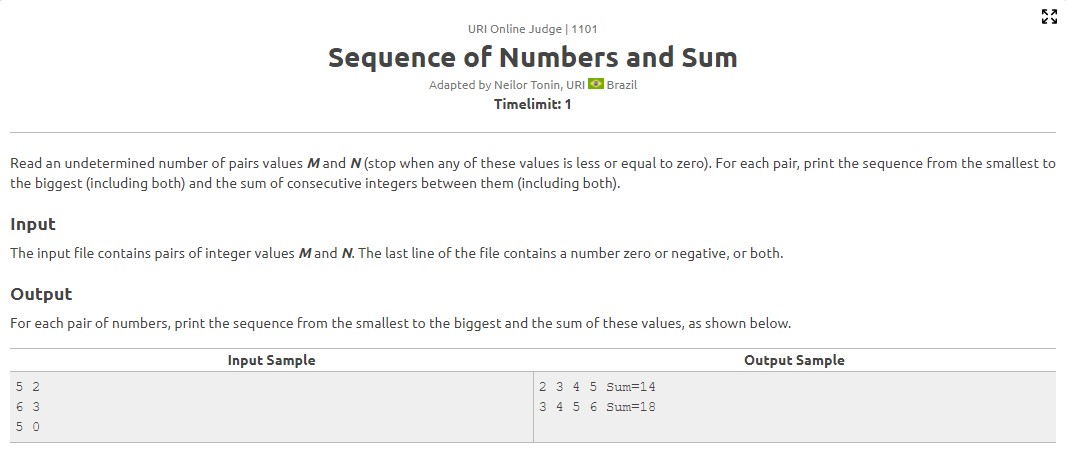 URI Online Judge | 1101
Sequence of Numbers and Sum
Adapted by Neilor Tonin, URI Brazil
Timelimit: 1
Read an undetermined number of pairs values M and N (stop when any of these values is less or equal to zero). For each pair, print the sequence from the smallest to
the biggest (including both) and the sum of consecutive integers between them (including both).
Input
The input file contains pairs of integer values M and N. The last line of the file contains a number zero or negative, or both.
Output
For each pair of numbers, print the sequence from the smallest to the biggest and the sum of these values, as shown below.
Input Sample Output Sample
5 2 2 3 4 5 Sum=14
6 3 3 4 5 6 Sum=18
5 0